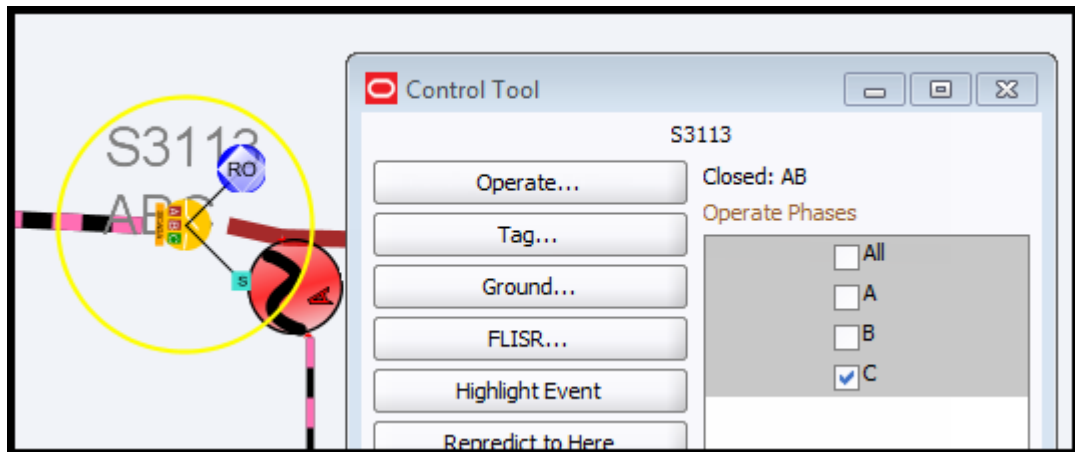 S3113
ABC
RO
S
Control Tool
S3113
Operate...
Tag...
Ground...
FLISR...
Highlight Event
Repredict to Here
Closed: AB
Operate Phases
All
A
B
C